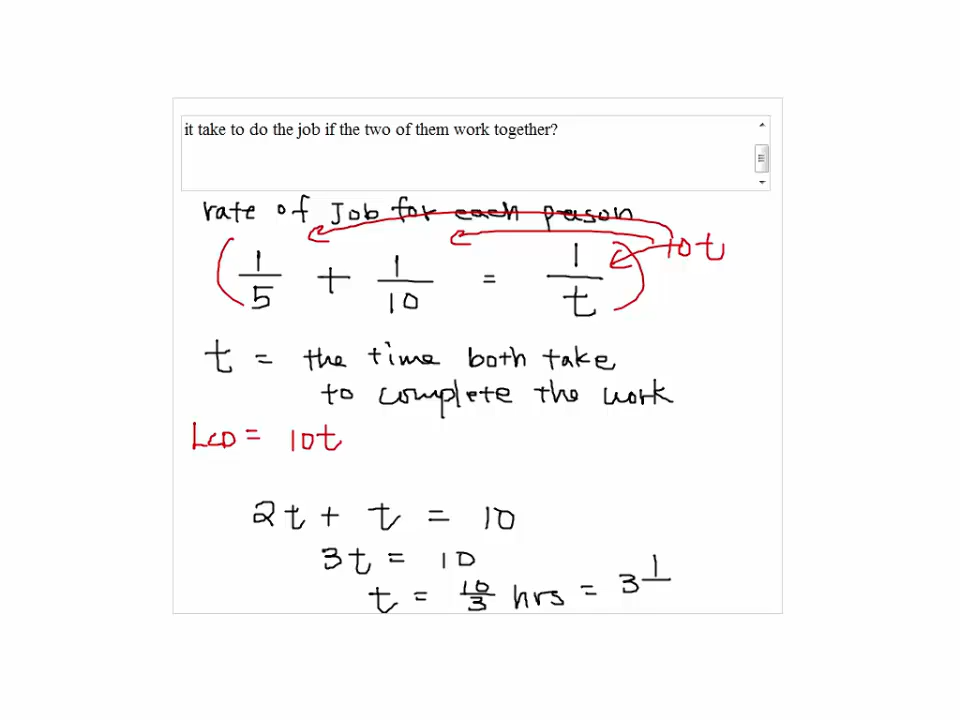 it take to do the job if the two of them work together?
rate of Job for each person
( 1/5 + 1/10 = 1/t ) 10t
t = the time both take
to complete the work
LCD = 10t
2t + t = 10
3t = 10
t = 10/3 hrs = 3 1/